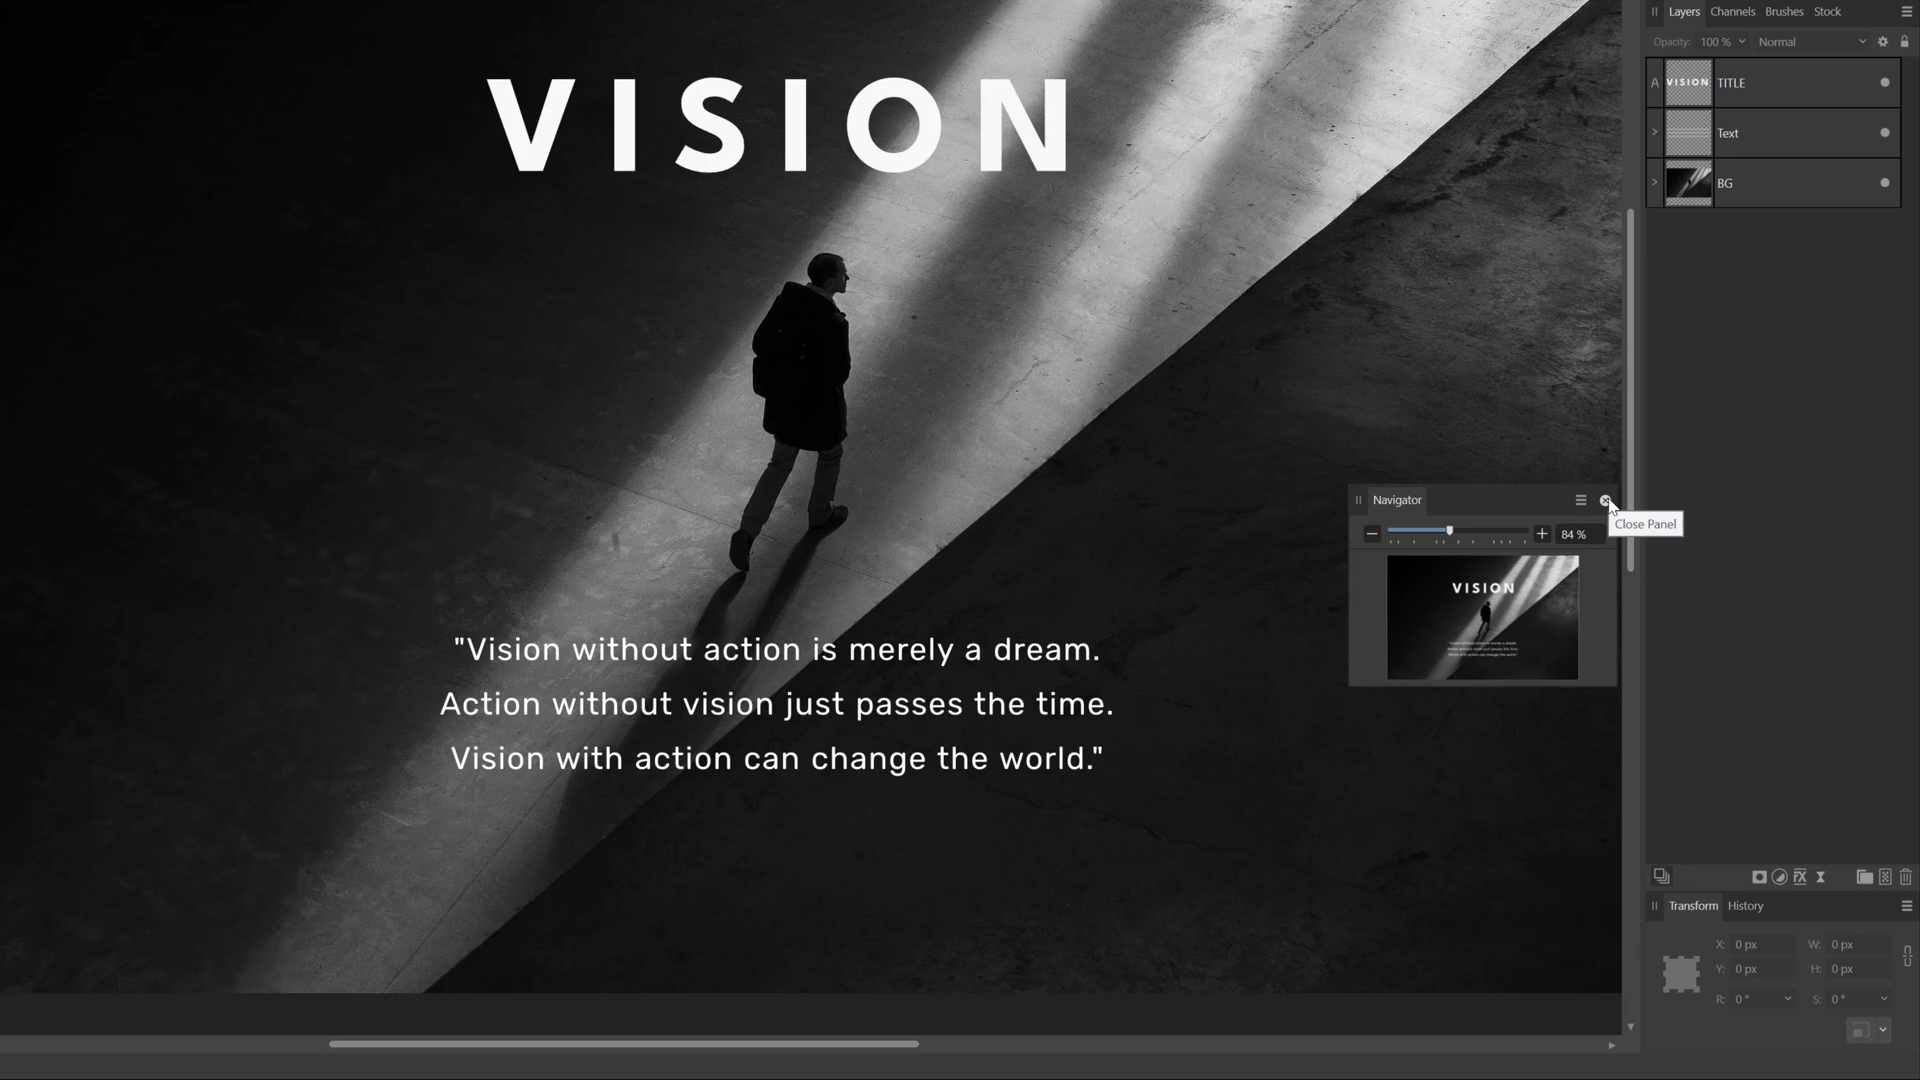 VISION
"Vision without action is merely a dream.
Action without vision just passes the time.
Vision with action can change the world."
Layers Channels Brushes Stock
Opacity: 100 % Normal
A VISION TITLE
Text
BG
Navigator
Close Panel
84 %
VISION
Transform History
X: 0 px W: 0 px
Y: 0 px H: 0 px
R: 0 ° S: 0 °